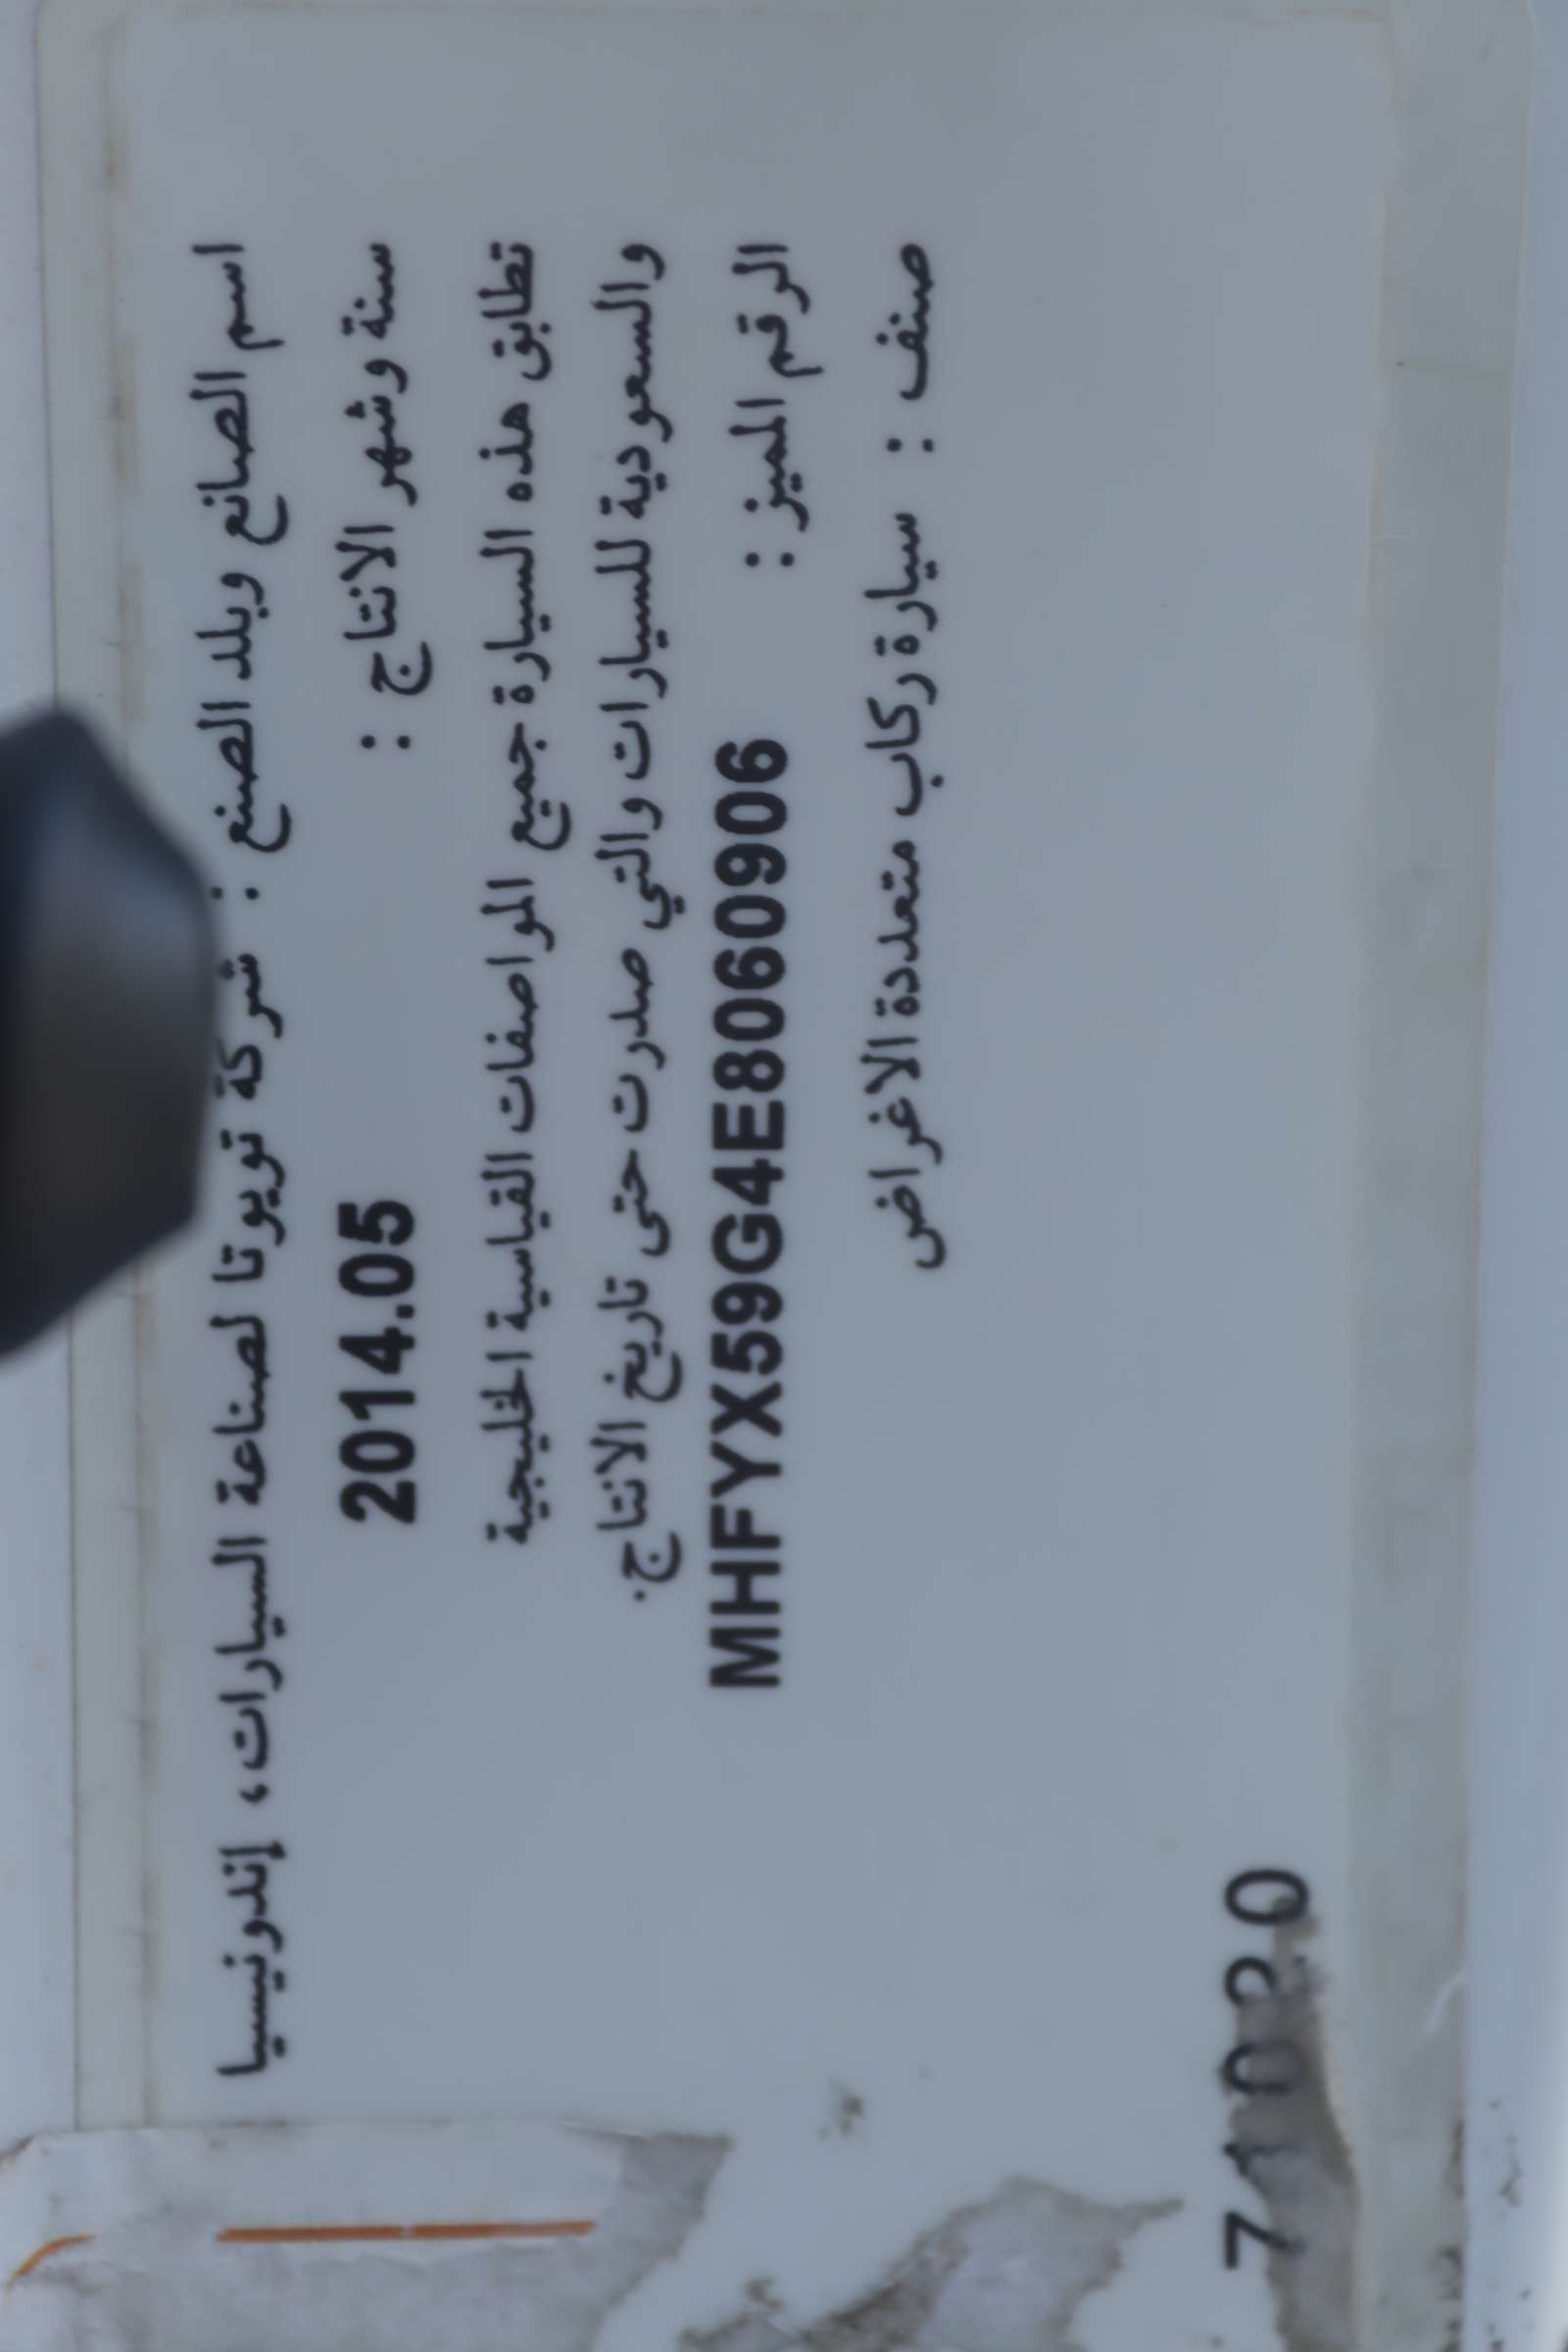 اسم الصانع وبلد الصنع : شركة تويوتا لصناعة السيارات، إندونيسيا
سنة وشهر الانتاج : 2014.05
تطابق هذه السيارة جميع المواصفات القياسية الخليجية
والسعودية للسيارات والتي صدرت حتى تاريخ الانتاج.
الرقم المميز : MHFYX59G4E8060906
صنف : سيارة ركاب متعددة الاغراض
71020